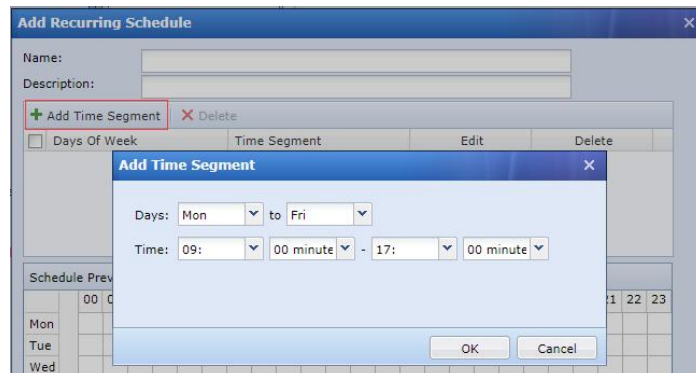 Add Recurring Schedule
Name:
Description:
Add Time Segment Delete
Days Of Week Time Segment Edit Delete
Add Time Segment
Days: Mon to Fri
Time: 09: 00 minute - 17: 00 minute
Schedule Prev
00 22 23
Mon
Tue
OK Cancel
Wed